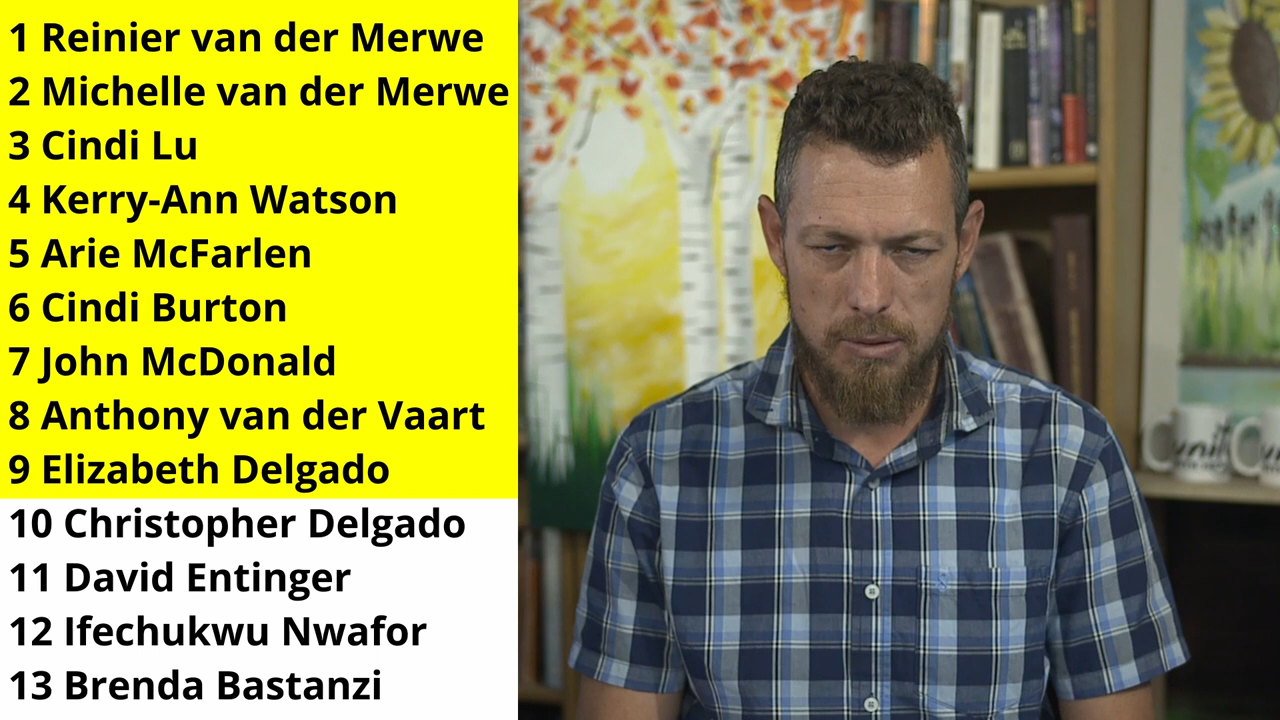 1 Reinier van der Merwe
2 Michelle van der Merwe
3 Cindi Lu
4 Kerry-Ann Watson
5 Arie McFarlen
6 Cindi Burton
7 John McDonald
8 Anthony van der Vaart
9 Elizabeth Delgado
10 Christopher Delgado
11 David Entinger
12 Ifechukwu Nwafor
13 Brenda Bastanzi